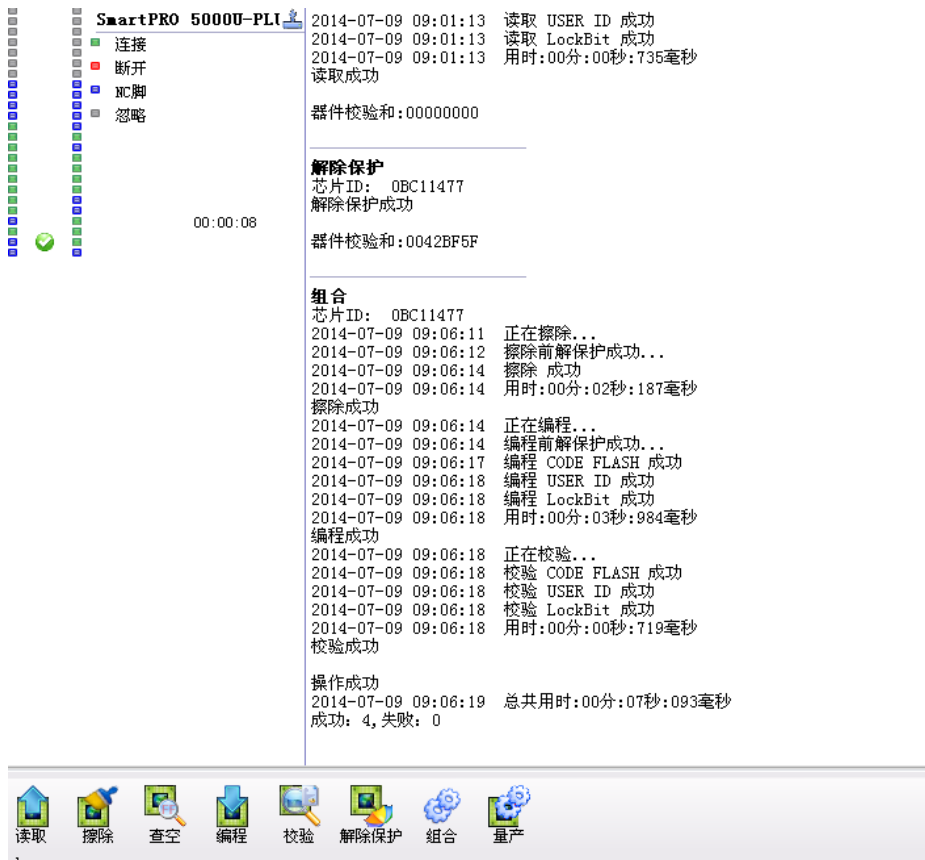 SmartPRO 5000U-PLU
连接
断开
NC脚
忽略
00:00:08
2014-07-09 09:01:13 读取 USER ID 成功
2014-07-09 09:01:13 读取 LockBit 成功
2014-07-09 09:01:13 用时:00分:00秒:735毫秒
读取成功
器件校验和:00000000
解除保护
芯片ID: 0BC11477
解除保护成功
器件校验和:0042BF5F
组合
芯片ID: 0BC11477
2014-07-09 09:06:11 正在擦除...
2014-07-09 09:06:12 擦除前解保护成功...
2014-07-09 09:06:14 擦除 成功
2014-07-09 09:06:14 用时:00分:02秒:187毫秒
擦除成功
2014-07-09 09:06:14 正在编程...
2014-07-09 09:06:14 编程前解保护成功...
2014-07-09 09:06:17 编程 CODE FLASH 成功
2014-07-09 09:06:18 编程 USER ID 成功
2014-07-09 09:06:18 编程 LockBit 成功
2014-07-09 09:06:18 用时:00分:03秒:984毫秒
编程成功
2014-07-09 09:06:18 正在校验...
2014-07-09 09:06:18 校验 CODE FLASH 成功
2014-07-09 09:06:18 校验 USER ID 成功
2014-07-09 09:06:18 校验 LockBit 成功
2014-07-09 09:06:18 用时:00分:00秒:719毫秒
校验成功
操作成功
2014-07-09 09:06:19 总共用时:00分:07秒:093毫秒
成功: 4,失败: 0
读取 擦除 查空 编程 校验 解除保护 组合 量产